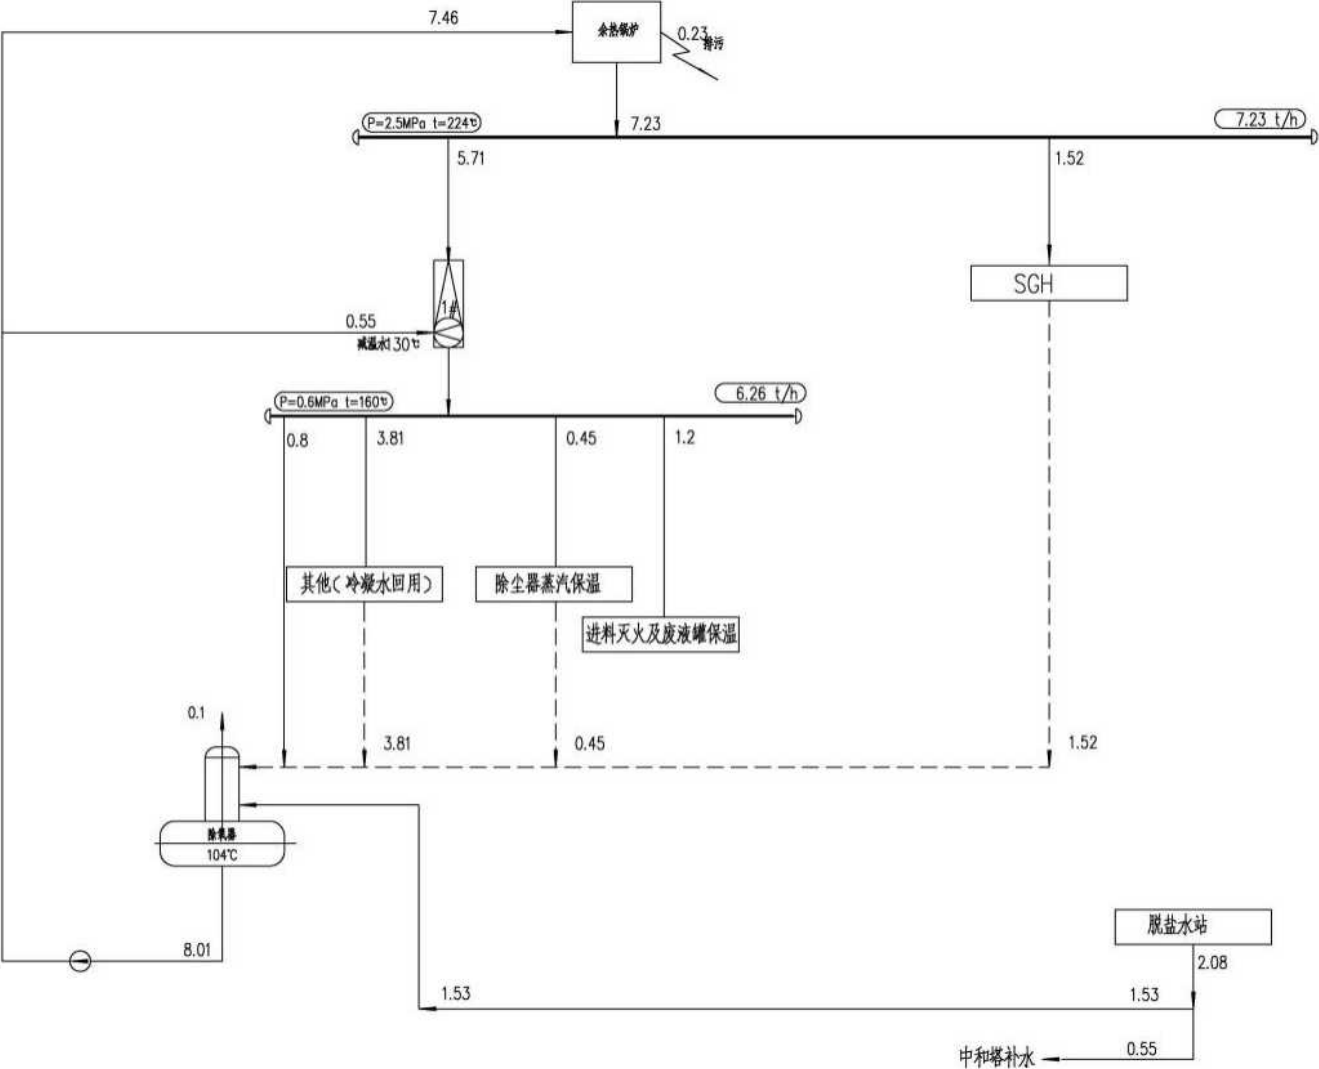 7.46
余热锅炉
0.23
排污
P=2.5MPa t=224℃
7.23
7.23 t/h
5.71
1.52
SGH
1#
0.55
减温水130℃
P=0.6MPa t=160℃
6.26 t/h
0.8
3.81
0.45
1.2
其他(冷凝水回用)
除尘器蒸汽保温
进料灭火及废液罐保温
0.1
3.81
0.45
1.52
除氧器
104℃
脱盐水站
8.01
2.08
1.53
1.53
0.55
中和塔补水